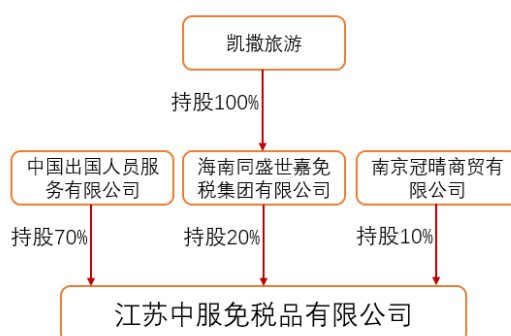 凯撒旅游
持股100%
中国出国人员服
务有限公司
海南同盛世嘉免
税集团有限公司
南京冠晴商贸有
限公司
持股70%
持股20%
持股10%
江苏中服免税品有限公司